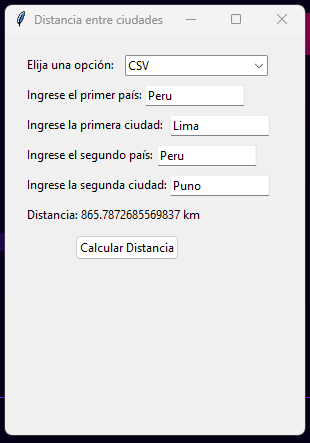 Distancia entre ciudades
Elija una opción: CSV
Ingrese el primer país: Peru
Ingrese la primera ciudad: Lima
Ingrese el segundo país: Peru
Ingrese la segunda ciudad: Puno
Distancia: 865.7872685569837 km
Calcular Distancia